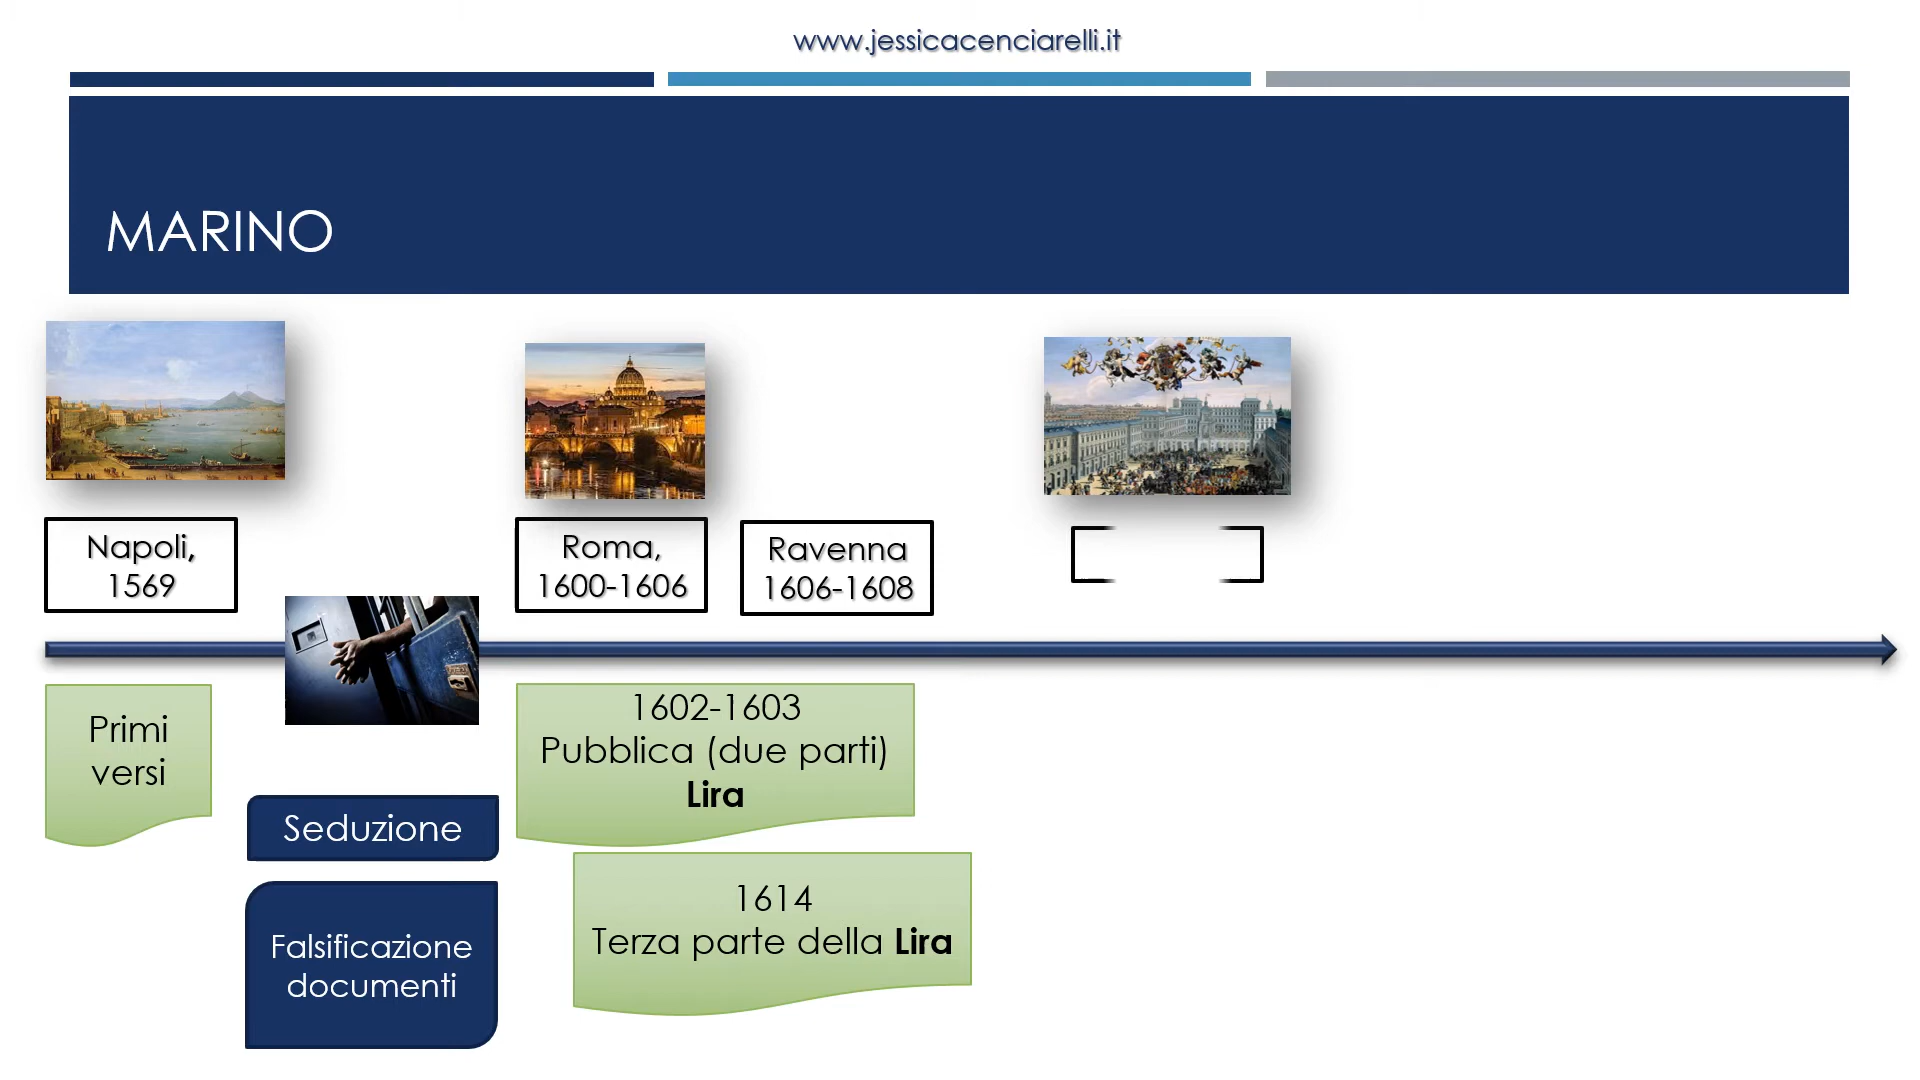 www.jessicacenciarelli.it
MARINO
Napoli,
1569
Roma,
1600-1606
Ravenna
1606-1608
Primi
versi
Seduzione
Falsificazione
documenti
1602-1603
Pubblica (due parti)
Lira
1614
Terza parte della Lira